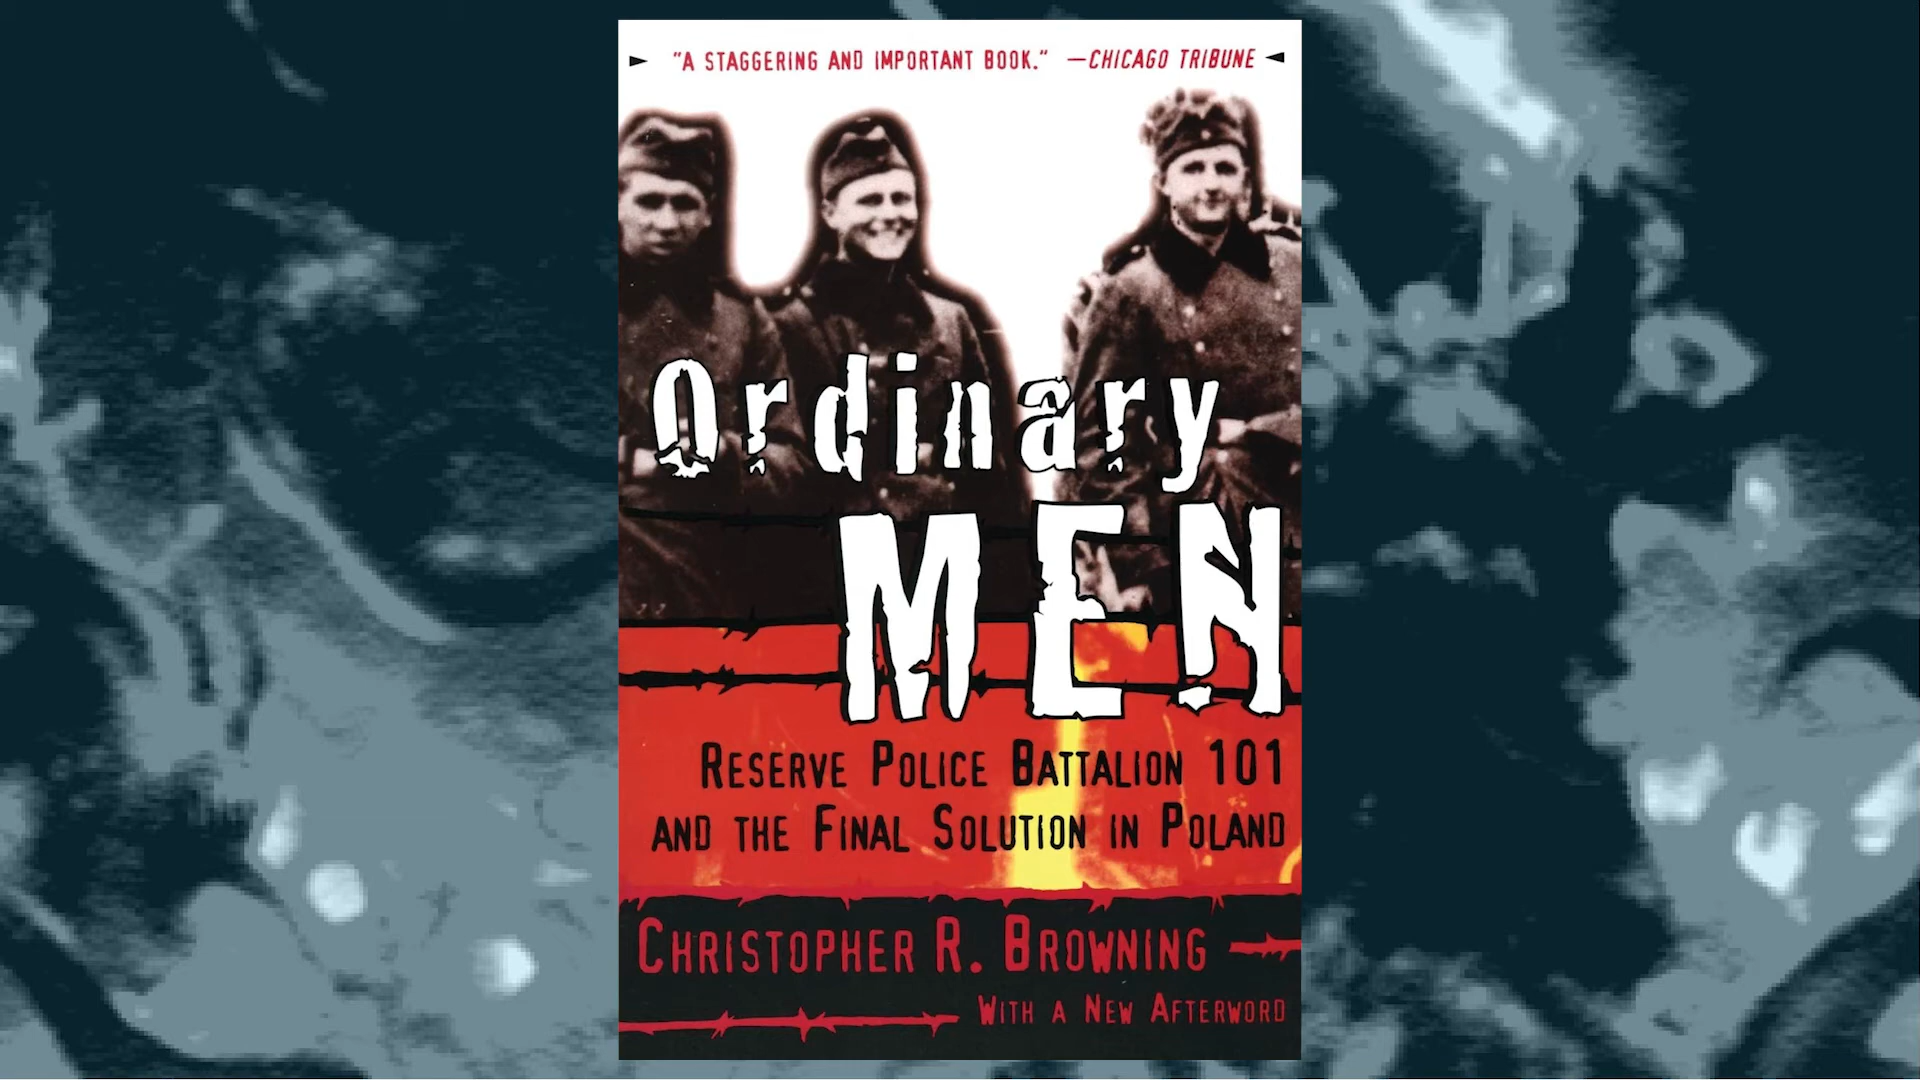 "A STAGGERING AND IMPORTANT BOOK." —CHICAGO TRIBUNE
Ordinary
MEN
RESERVE POLICE BATTALION 101
AND THE FINAL SOLUTION IN POLAND
CHRISTOPHER R. BROWNING
WITH A NEW AFTERWORD